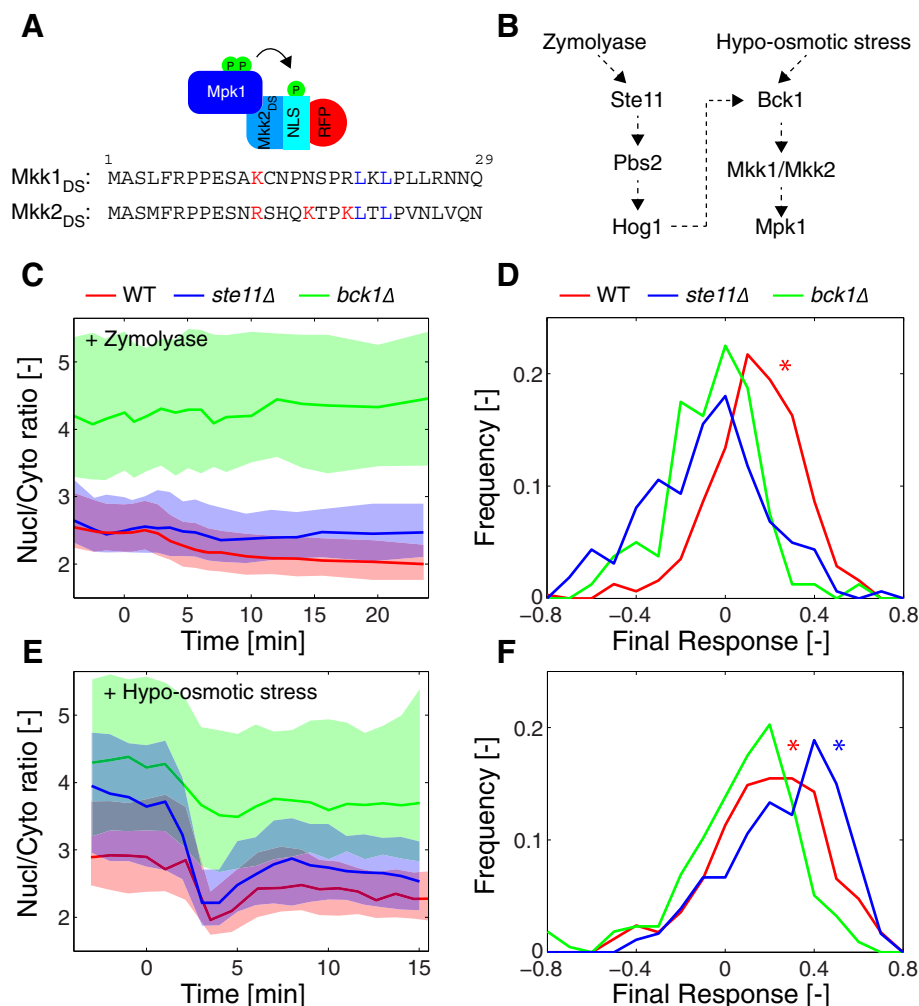 A
P P
P
Mpk1
Mkk2DS
NLS
RFP
1 29
Mkk1DS: MASLFRPPESAKCNPNSPRLKLPLLRNNQ
Mkk2DS: MASMFRPPESNRSHQKTPKLTLPVNLVQN
B
Zymolyase Hypo-osmotic stress
Ste11 Bck1
Pbs2 Mkk1/Mkk2
Hog1 Mpk1
C
WT ste11Δ bck1Δ
+ Zymolyase
Nucl/Cyto ratio [-]
5
4
3
2
0 5 10 15 20
Time [min]
D
WT ste11Δ bck1Δ
*
Frequency [-]
0.2
0.1
0
−0.8 −0.4 0 0.4 0.8
Final Response [-]
E
+ Hypo-osmotic stress
Nucl/Cyto ratio [-]
5
4
3
2
0 5 10 15
Time [min]
F
* *
Frequency [-]
0.2
0.1
0
−0.8 −0.4 0 0.4 0.8
Final Response [-]